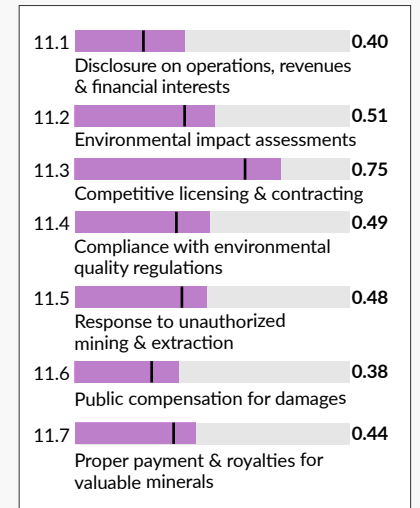 11.1 0.40
Disclosure on operations, revenues
& financial interests
11.2 0.51
Environmental impact assessments
11.3 0.75
Competitive licensing & contracting
11.4 0.49
Compliance with environmental
quality regulations
11.5 0.48
Response to unauthorized
mining & extraction
11.6 0.38
Public compensation for damages
11.7 0.44
Proper payment & royalties for
valuable minerals